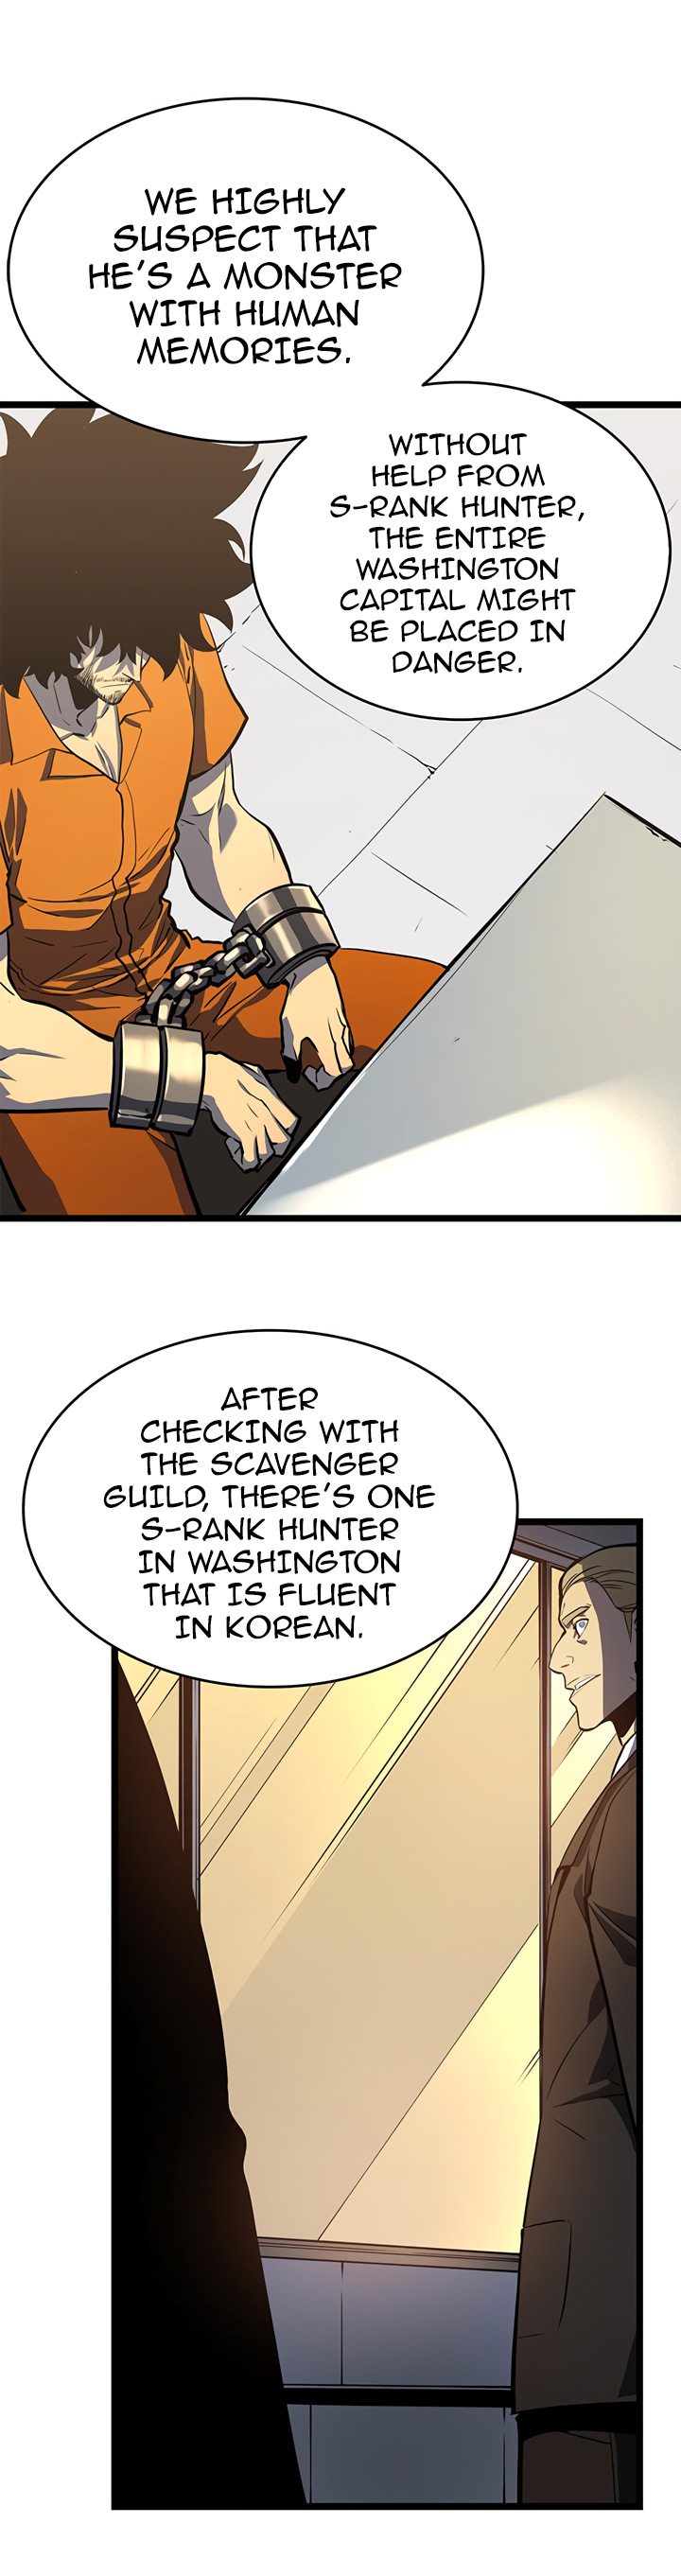 WE HIGHLY
SUSPECT THAT
HE'S A MONSTER
WITH HUMAN
MEMORIES.
WITHOUT
HELP FROM
S-RANK HUNTER,
THE ENTIRE
WASHINGTON
CAPITAL MIGHT
BE PLACED IN
DANGER.
AFTER
CHECKING WITH
THE SCAVENGER
GUILD, THERE'S ONE
S-RANK HUNTER
IN WASHINGTON
THAT IS FLUENT
IN KOREAN.